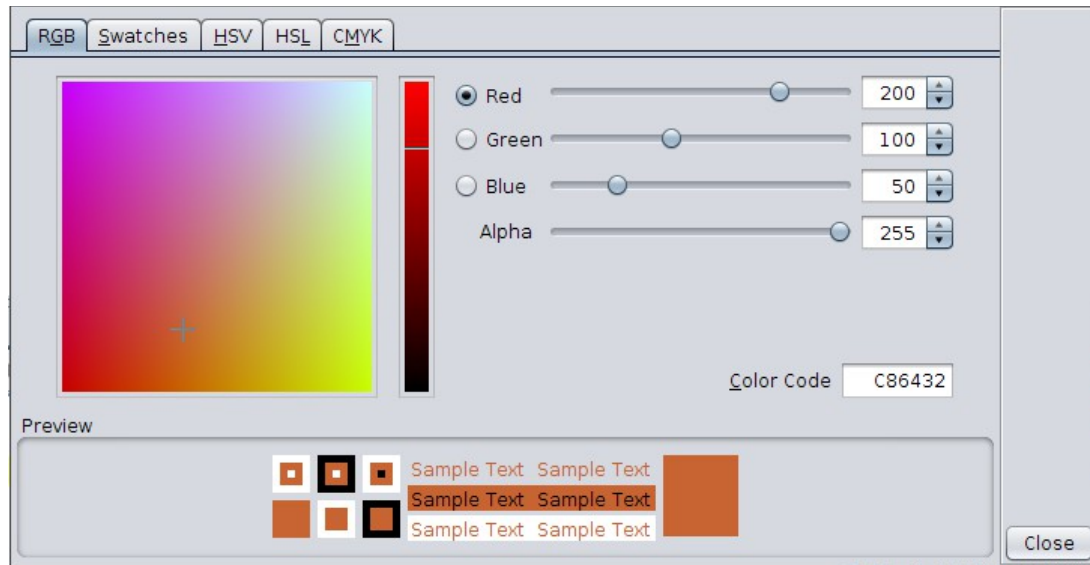 RGB Swatches HSV HSL CMYK
Red 200
Green 100
Blue 50
Alpha 255
Color Code C86432
Preview
Sample Text Sample Text
Sample Text Sample Text
Sample Text Sample Text
Close